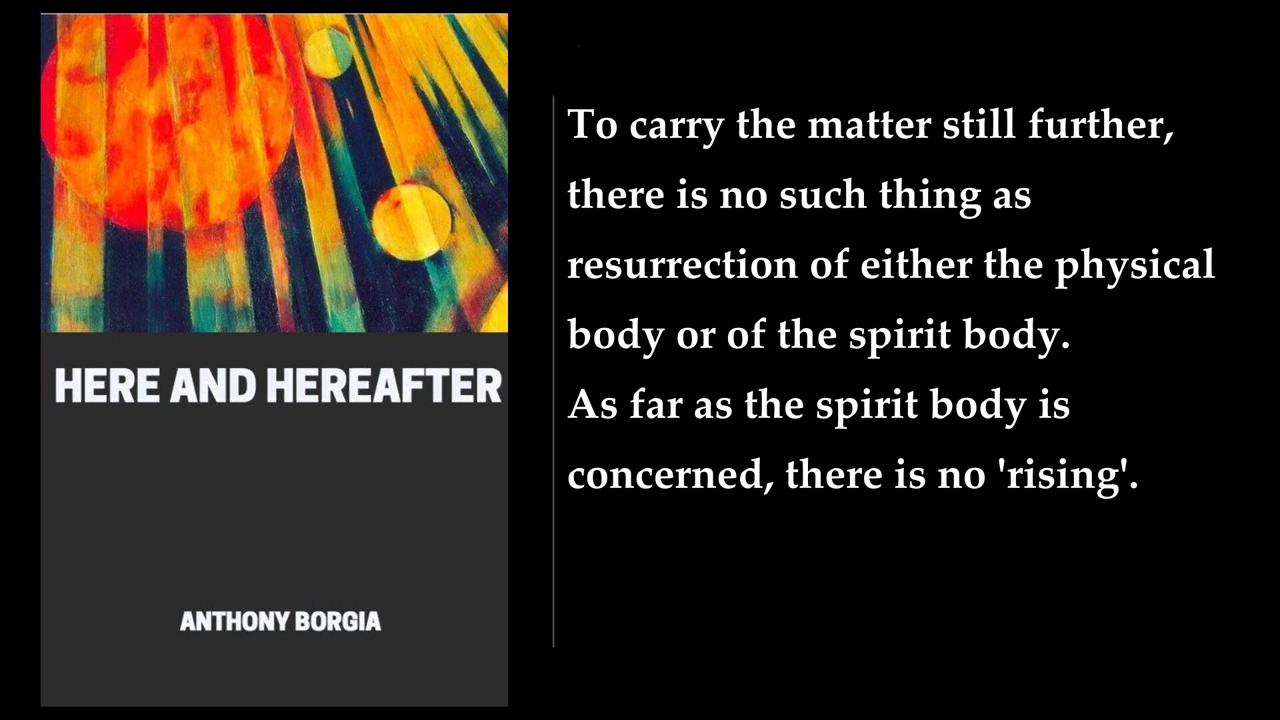 HERE AND HEREAFTER
ANTHONY BORGIA
To carry the matter still further,
there is no such thing as
resurrection of either the physical
body or of the spirit body.
As far as the spirit body is
concerned, there is no 'rising'.